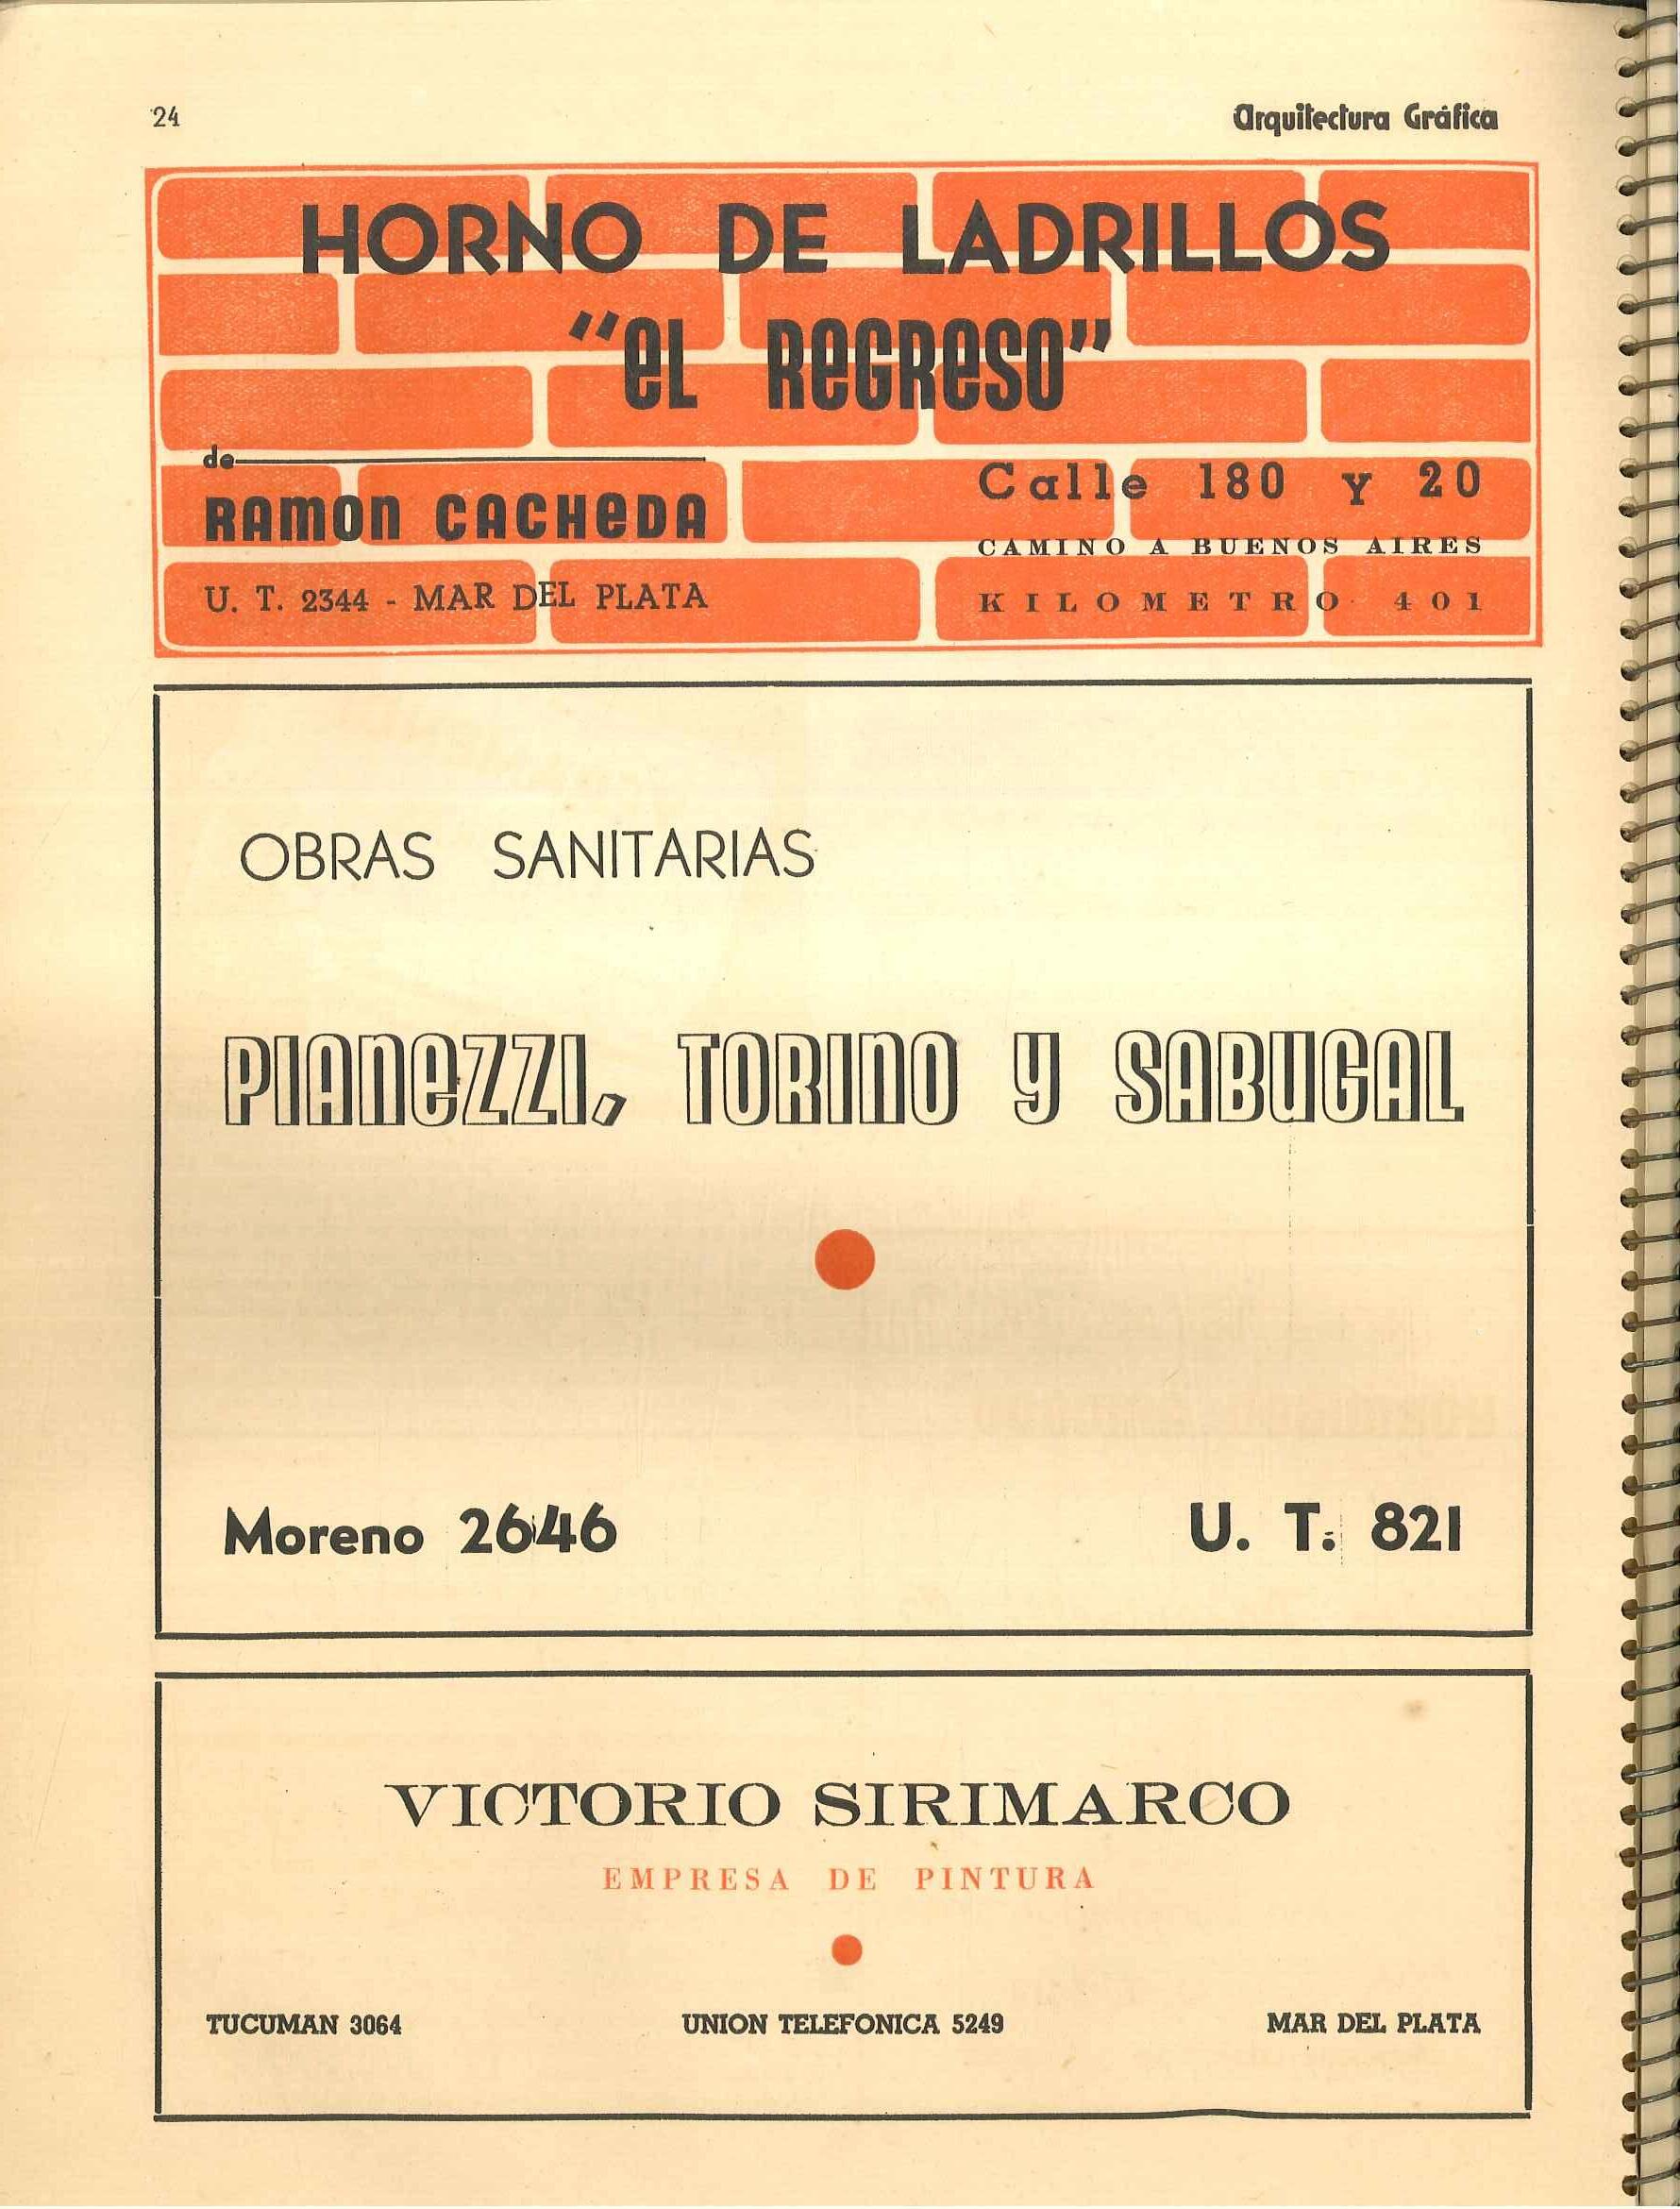 24
Arquitectura Gráfica
HORNO DE LADRILLOS
"EL REGRESO"
de
RAMON CACHEDA
U. T. 2344 - MAR DEL PLATA
Calle 180 y 20
CAMINO A BUENOS AIRES
KILOMETRO 401
OBRAS SANITARIAS
PIANEZZI, TORINO y SABUGAL
Moreno 2646
U. T. 821
VICTORIO SIRIMARCO
EMPRESA DE PINTURA
TUCUMAN 3064
UNION TELEFONICA 5249
MAR DEL PLATA